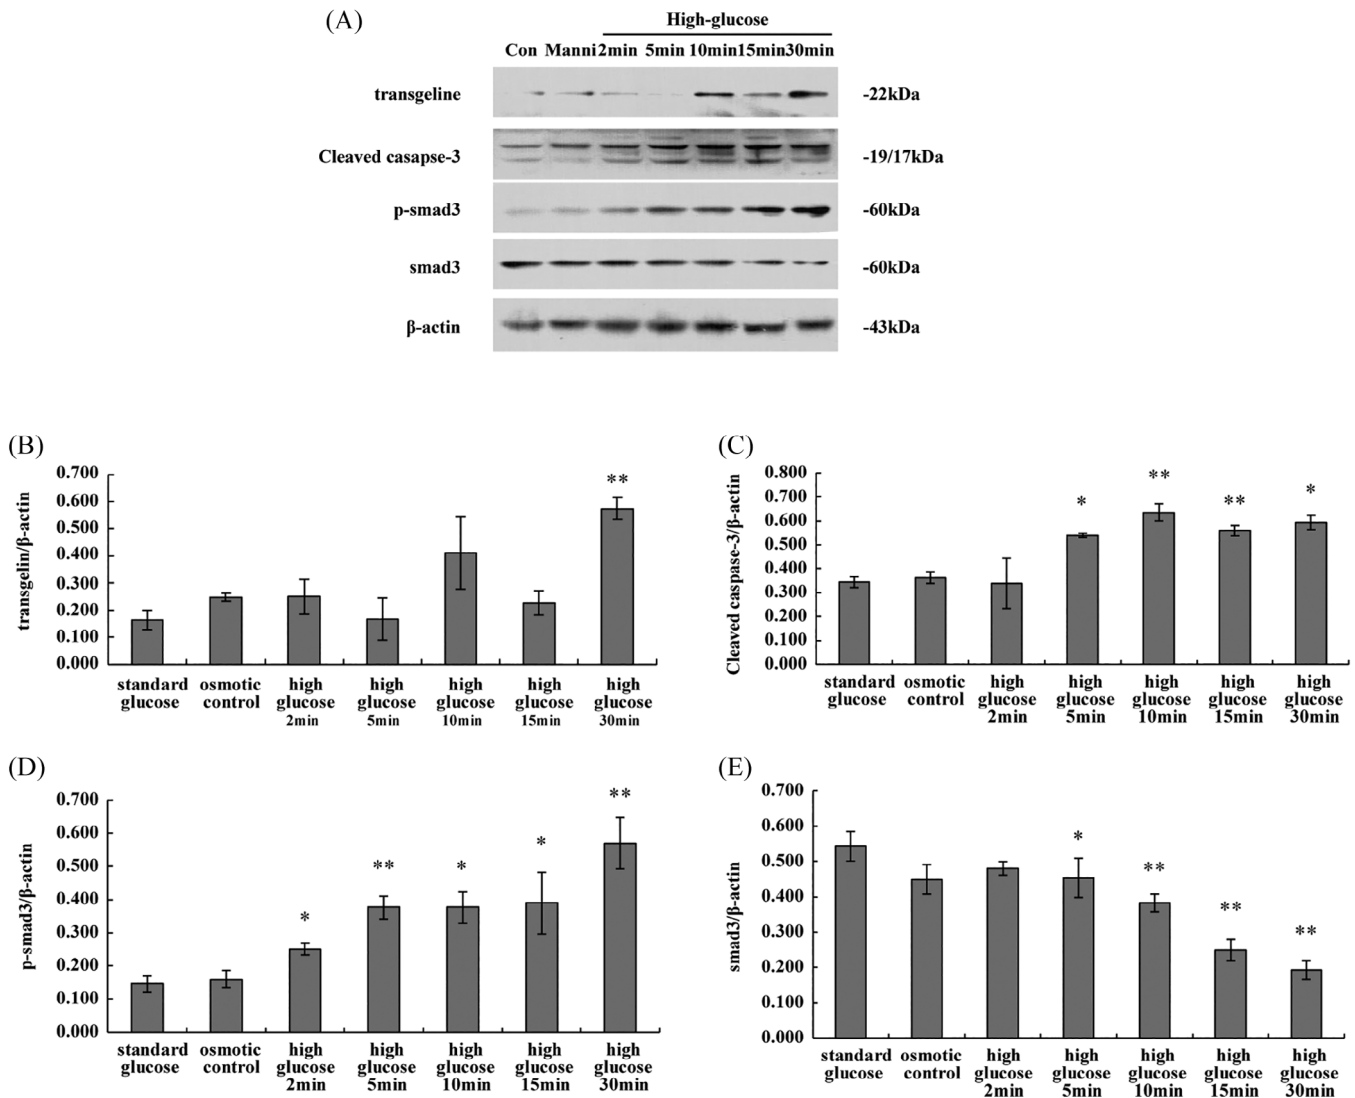 (A)
High-glucose
Con Manni 2min 5min 10min 15min 30min
transgeline -22kDa
Cleaved casapse-3 -19/17kDa
p-smad3 -60kDa
smad3 -60kDa
β-actin -43kDa
(B)
transgelin/β-actin
0.700
0.600
0.500
0.400
0.300
0.200
0.100
0.000
**
standard glucose
osmotic control
high glucose 2min
high glucose 5min
high glucose 10min
high glucose 15min
high glucose 30min
(C)
Cleaved caspase-3/β-actin
0.800
0.700
0.600
0.500
0.400
0.300
0.200
0.100
0.000
* ** ** *
standard glucose
osmotic control
high glucose 2min
high glucose 5min
high glucose 10min
high glucose 15min
high glucose 30min
(D)
p-smad3/β-actin
0.700
0.600
0.500
0.400
0.300
0.200
0.100
0.000
* ** * * **
standard glucose
osmotic control
high glucose 2min
high glucose 5min
high glucose 10min
high glucose 15min
high glucose 30min
(E)
smad3/β-actin
0.700
0.600
0.500
0.400
0.300
0.200
0.100
0.000
* ** ** **
standard glucose
osmotic control
high glucose 2min
high glucose 5min
high glucose 10min
high glucose 15min
high glucose 30min